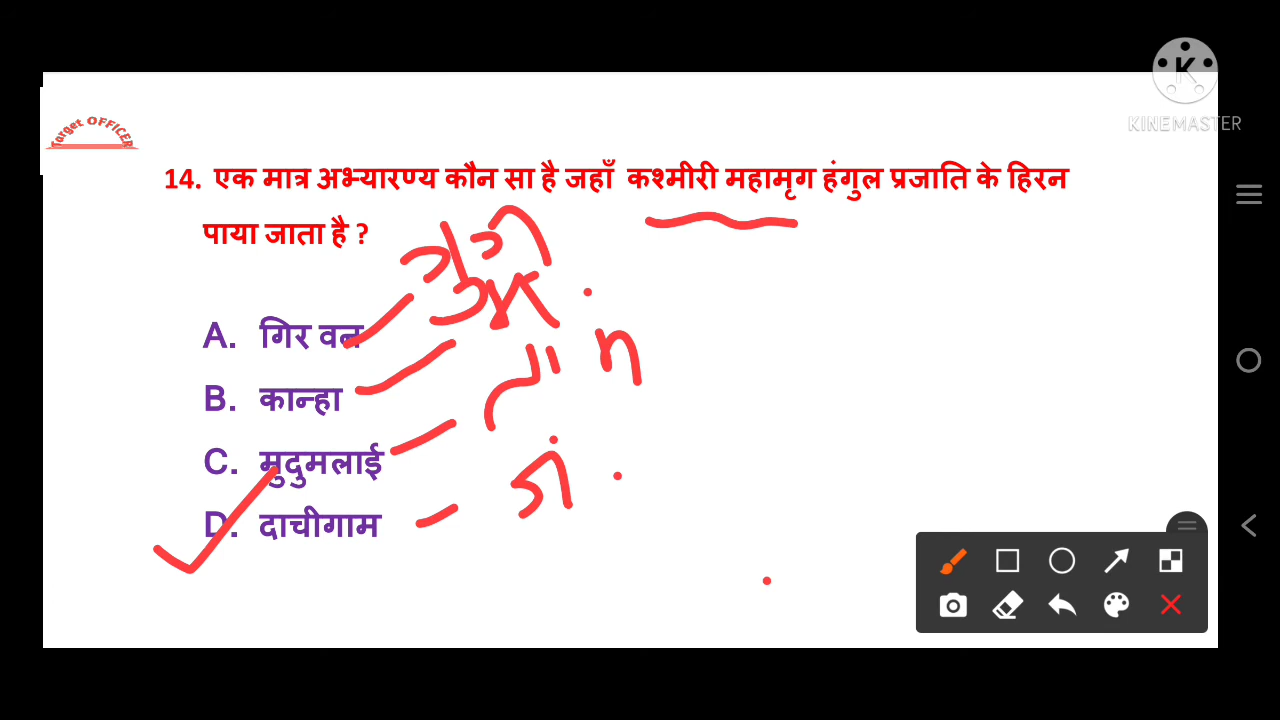 Target OFFICER
KINEMASTER
14. एक मात्र अभ्यारण्य कौन सा है जहाँ कश्मीरी महामृग हंगुल प्रजाति के हिरन
पाया जाता है ?
A. गिर वन
B. कान्हा
C. मुदुमलाई
D. दाचीगाम